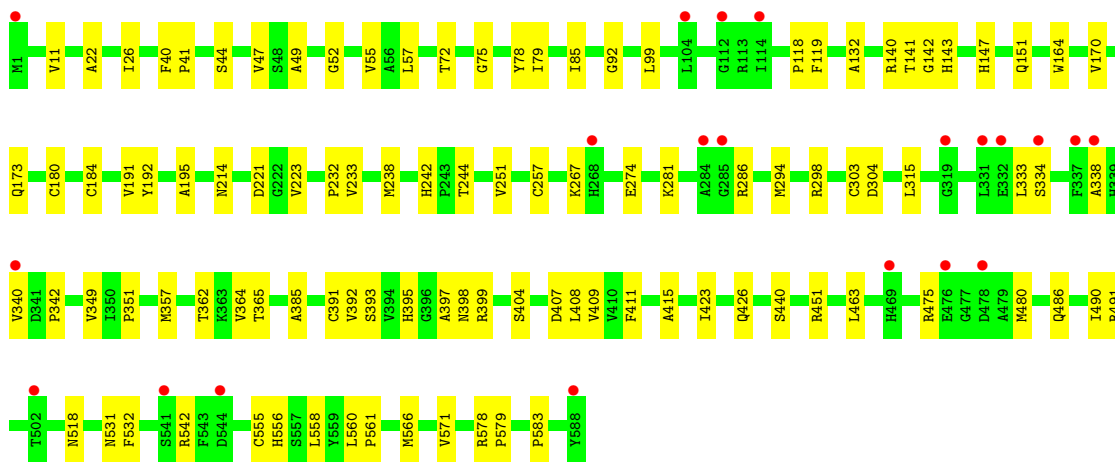 M1 V11 A22 I26 F40 P41 S44 V47 S48 A49 G52 V55 A56 L57 T72 G75 Y78 I79 I85 G92 L99 L104 G112 R113 I114 P118 F119 A132 R140 T141 G142 H143 H147 Q151 W164 V170
Q173 C180 C184 V191 Y192 A195 N214 D221 G222 V223 P232 V233 M238 H242 P243 T244 V251 C257 K267 H268 E274 K281 A284 G285 R286 M294 R298 C303 D304 L315 G319 L331 E332 L333 S334 F337 A338 H339
V340 D341 P342 V349 I350 P351 M357 T362 K363 V364 T365 A385 C391 V392 S393 V394 H395 G396 A397 N398 R399 S404 D407 L408 V409 V410 F411 A415 I423 Q426 S440 R451 L463 H469 R475 E476 G477 D478 A479 M480 Q486 I490
T502 N518 N531 F532 S541 R542 F543 D544 C555 H556 S557 L558 Y559 L560 P561 M566 V571 R578 P579 P583 Y588